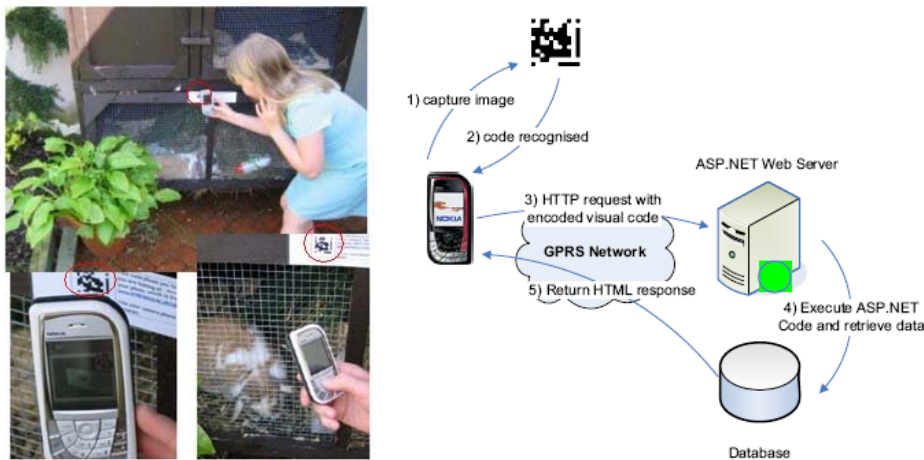 1) capture image
2) code recognised
ASP.NET Web Server
3) HTTP request with
encoded visual code
NOKIA
GPRS Network
5) Return HTML response
4) Execute ASP.NET
Code and retrieve data
Database
NOKIA